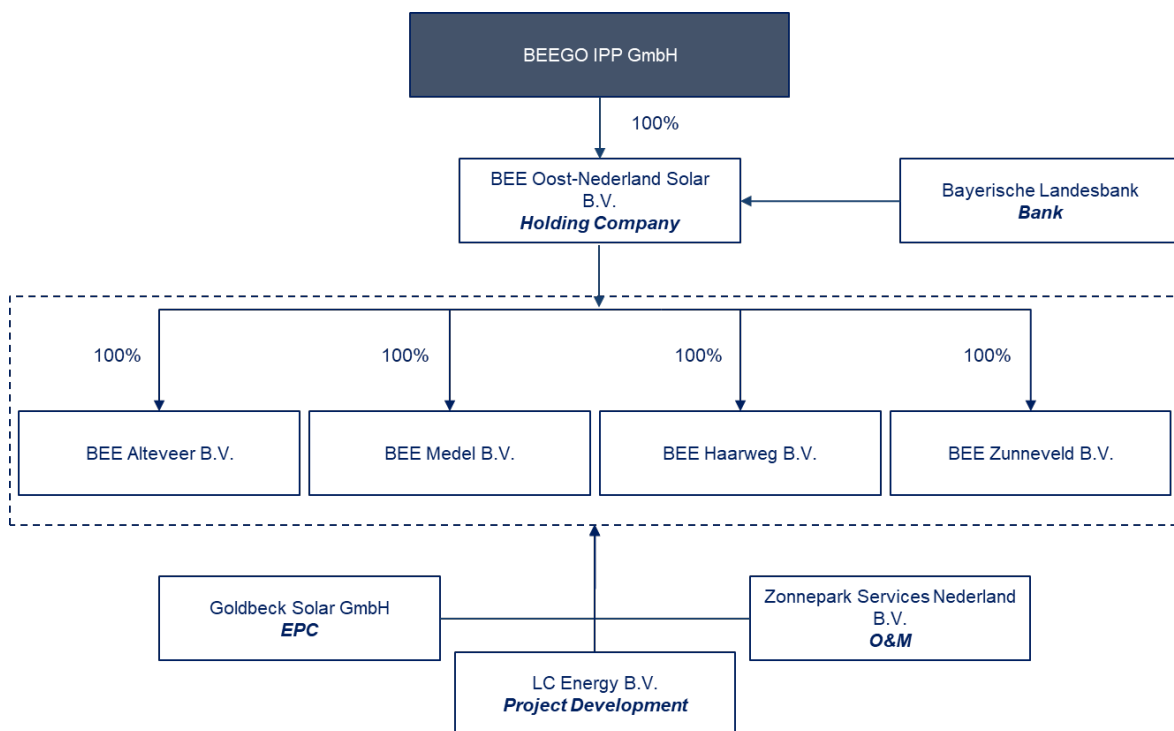 BEEGO IPP GmbH
100%
BEE Oost-Nederland Solar
B.V.
Holding Company
Bayerische Landesbank
Bank
100%
100%
100%
100%
BEE Alteveer B.V.
BEE Medel B.V.
BEE Haarweg B.V.
BEE Zunneveld B.V.
Goldbeck Solar GmbH
EPC
Zonnepark Services Nederland
B.V.
O&M
LC Energy B.V.
Project Development